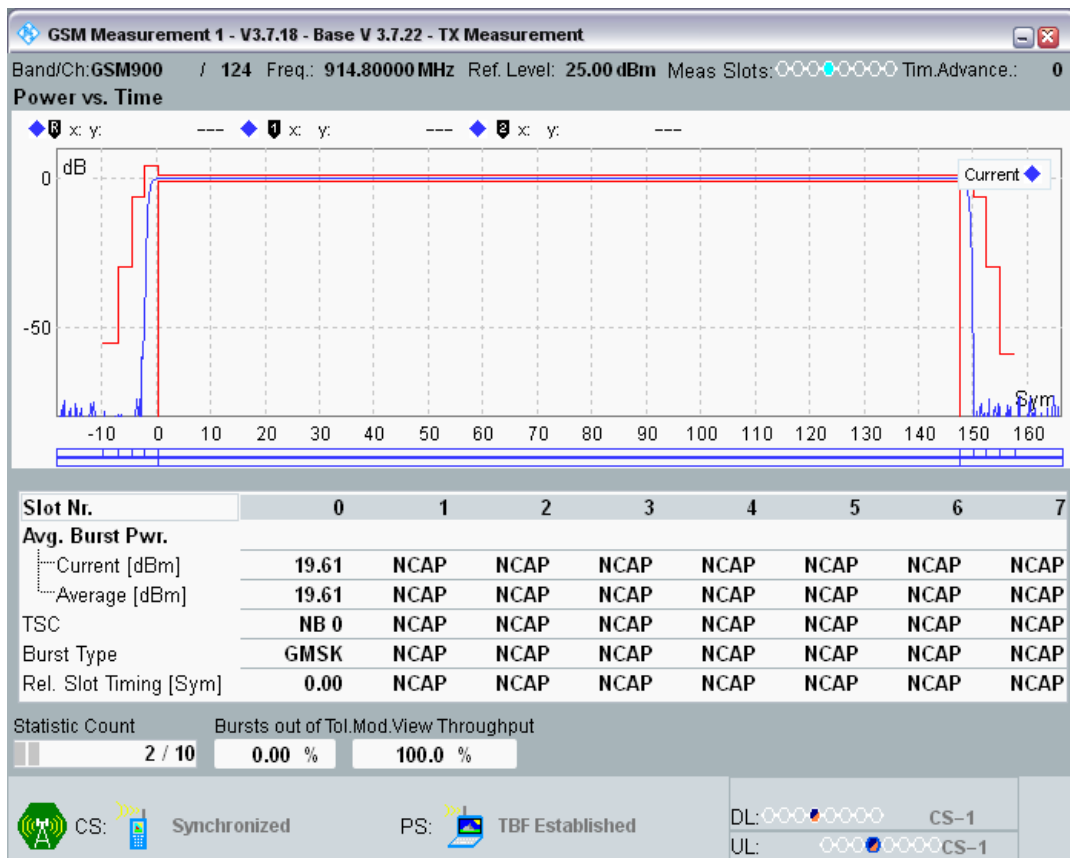 GSM Measurement 1 - V3.7.18 - Base V 3.7.22 - TX Measurement
Band/Ch:GSM900 / 124 Freq.: 914.80000 MHz Ref. Level: 25.00 dBm Meas Slots: Tim.Advance.: 0
Power vs. Time
R x: y: --- 1 x: y: --- 2 x: y: ---
dB
0
Current
-50
Sym
-10 0 10 20 30 40 50 60 70 80 90 100 110 120 130 140 150 160
Slot Nr. 0 1 2 3 4 5 6 7
Avg. Burst Pwr.
Current [dBm] 19.61 NCAP NCAP NCAP NCAP NCAP NCAP NCAP
Average [dBm] 19.61 NCAP NCAP NCAP NCAP NCAP NCAP NCAP
TSC NB 0 NCAP NCAP NCAP NCAP NCAP NCAP NCAP
Burst Type GMSK NCAP NCAP NCAP NCAP NCAP NCAP NCAP
Rel. Slot Timing [Sym] 0.00 NCAP NCAP NCAP NCAP NCAP NCAP NCAP
Statistic Count Bursts out of Tol.Mod.View Throughput
2 / 10 0.00 % 100.0 %
CS: Synchronized PS: TBF Established
DL: CS-1
UL: CS-1